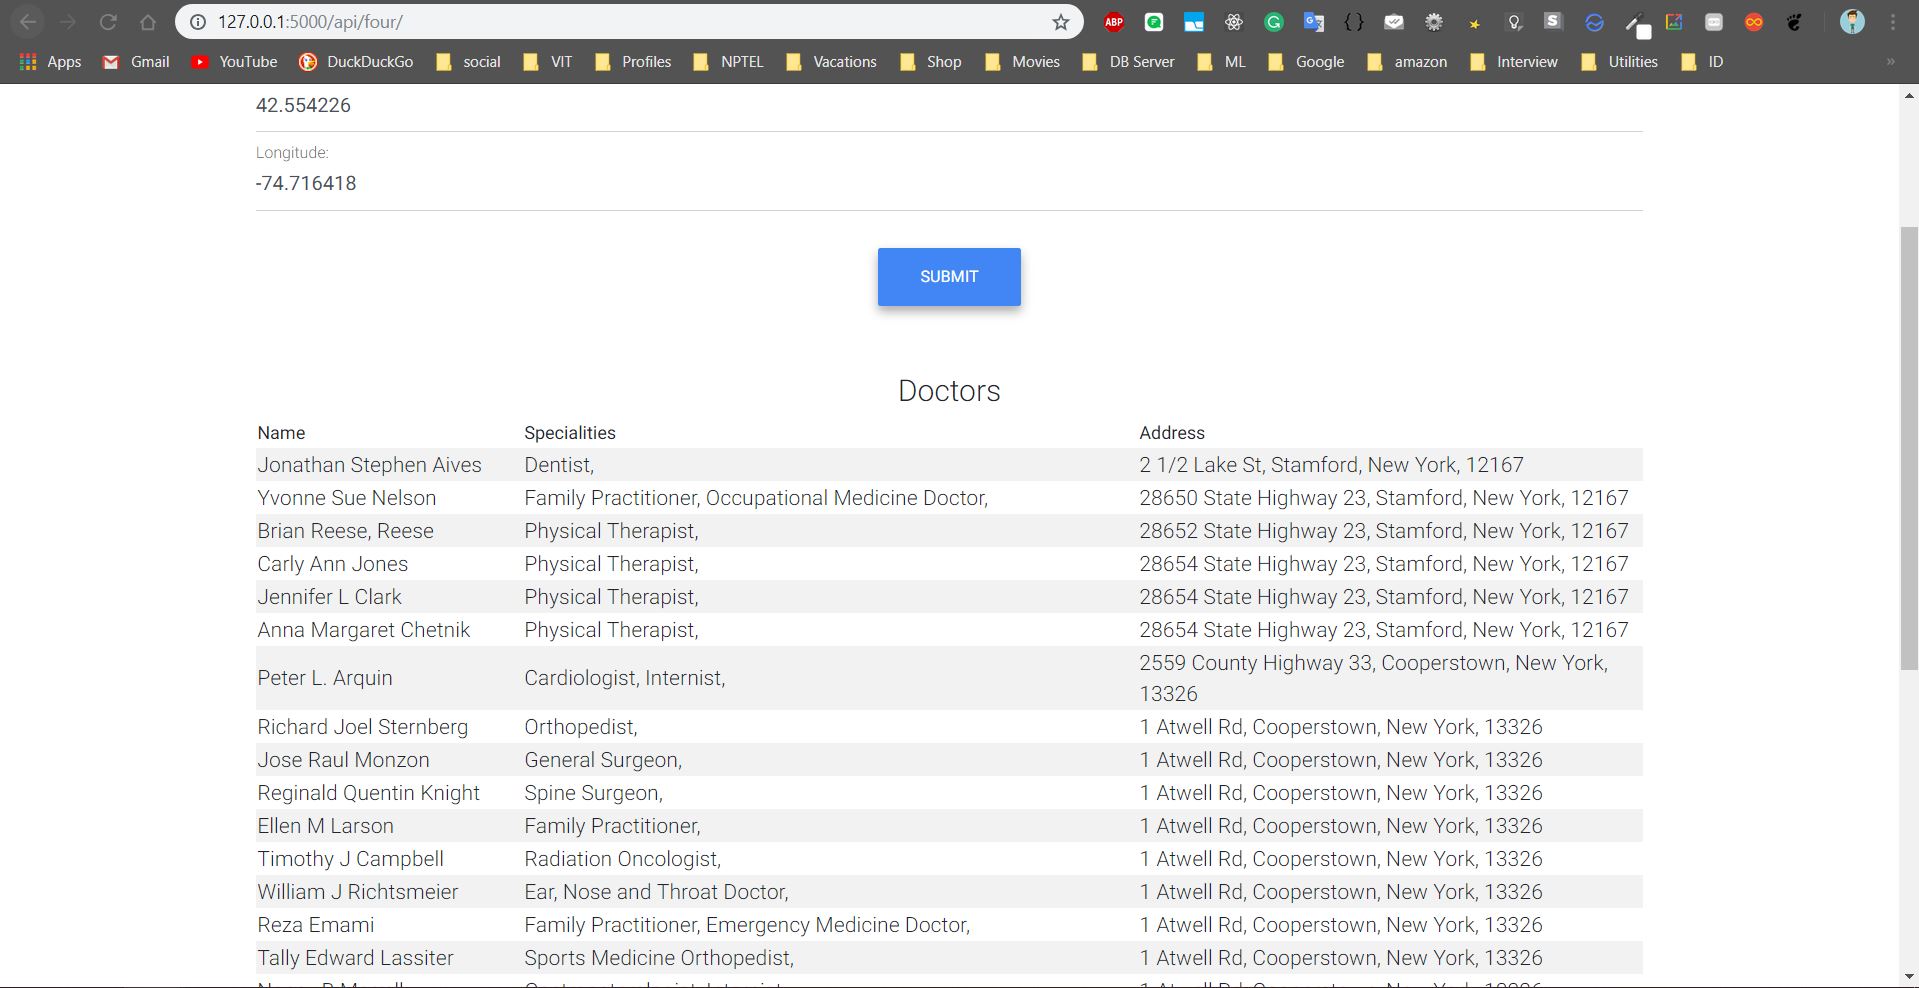 127.0.0.1:5000/api/four/
ABP
Apps Gmail YouTube DuckDuckGo social VIT Profiles NPTEL Vacations Shop Movies DB Server ML Google amazon Interview Utilities ID »
42.554226
Longitude:
-74.716418
SUBMIT
Doctors
Name Specialities Address
Jonathan Stephen Aives Dentist, 2 1/2 Lake St, Stamford, New York, 12167
Yvonne Sue Nelson Family Practitioner, Occupational Medicine Doctor, 28650 State Highway 23, Stamford, New York, 12167
Brian Reese, Reese Physical Therapist, 28652 State Highway 23, Stamford, New York, 12167
Carly Ann Jones Physical Therapist, 28654 State Highway 23, Stamford, New York, 12167
Jennifer L Clark Physical Therapist, 28654 State Highway 23, Stamford, New York, 12167
Anna Margaret Chetnik Physical Therapist, 28654 State Highway 23, Stamford, New York, 12167
Peter L. Arquin Cardiologist, Internist, 2559 County Highway 33, Cooperstown, New York,
13326
Richard Joel Sternberg Orthopedist, 1 Atwell Rd, Cooperstown, New York, 13326
Jose Raul Monzon General Surgeon, 1 Atwell Rd, Cooperstown, New York, 13326
Reginald Quentin Knight Spine Surgeon, 1 Atwell Rd, Cooperstown, New York, 13326
Ellen M Larson Family Practitioner, 1 Atwell Rd, Cooperstown, New York, 13326
Timothy J Campbell Radiation Oncologist, 1 Atwell Rd, Cooperstown, New York, 13326
William J Richtsmeier Ear, Nose and Throat Doctor, 1 Atwell Rd, Cooperstown, New York, 13326
Reza Emami Family Practitioner, Emergency Medicine Doctor, 1 Atwell Rd, Cooperstown, New York, 13326
Tally Edward Lassiter Sports Medicine Orthopedist, 1 Atwell Rd, Cooperstown, New York, 13326